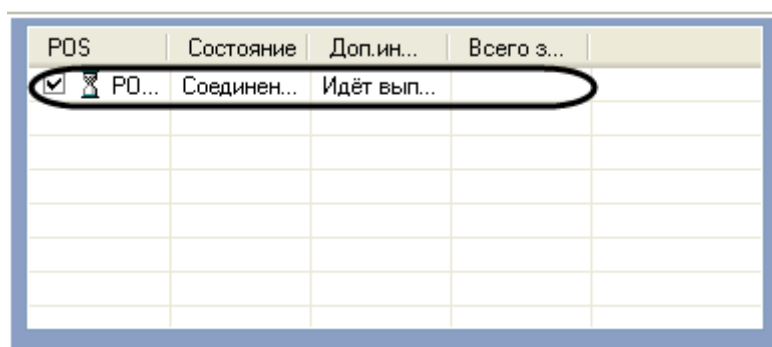 POS Состояние Доп.ин... Всего з...
PO... Соединен... Идёт вып...